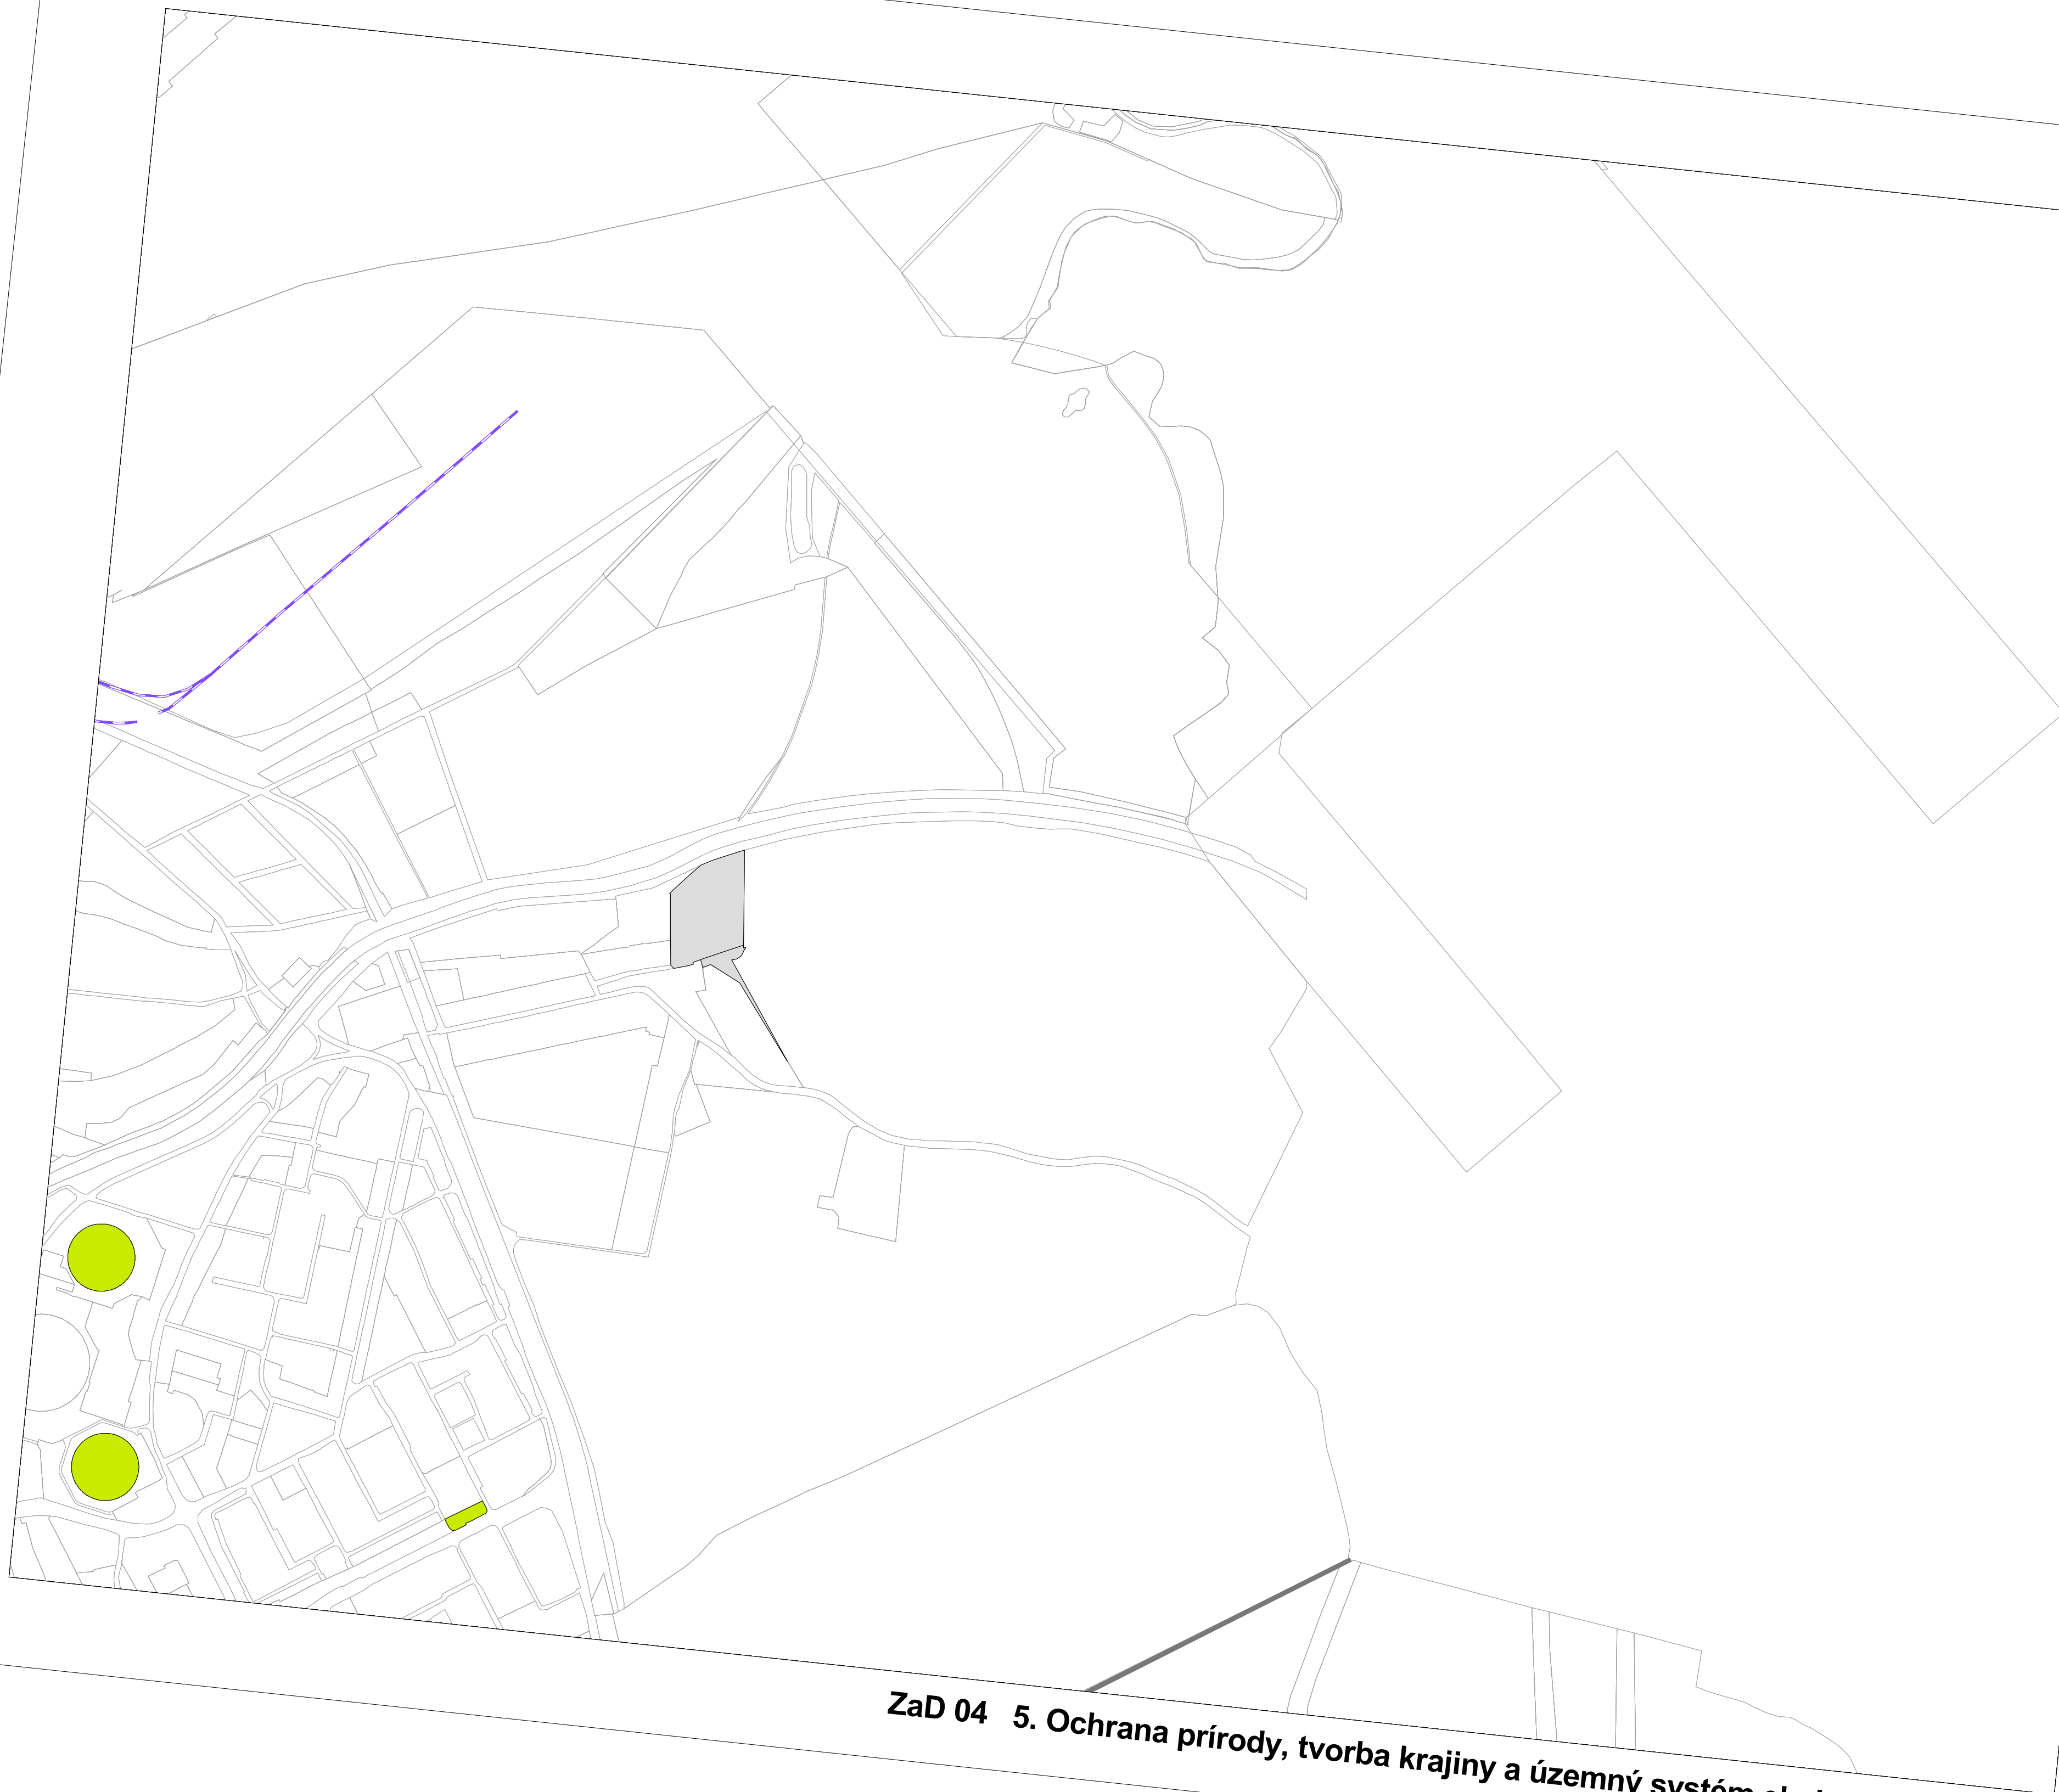 ZaD 04 5. Ochrana prírody, tvorba krajiny a územný systém